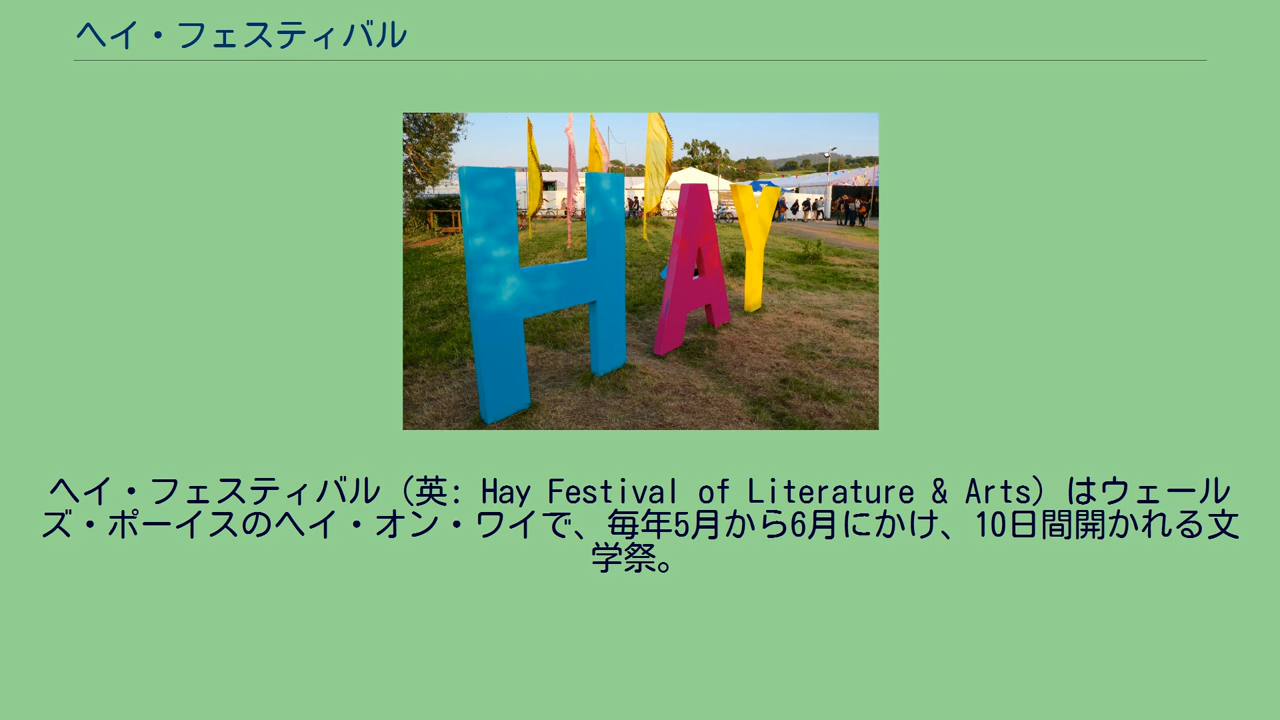 ヘイ・フェスティバル
HAY
ヘイ・フェスティバル（英: Hay Festival of Literature & Arts）はウェール
ズ・ポーイスのヘイ・オン・ワイで、毎年5月から6月にかけ、10日間開かれる文
学祭。